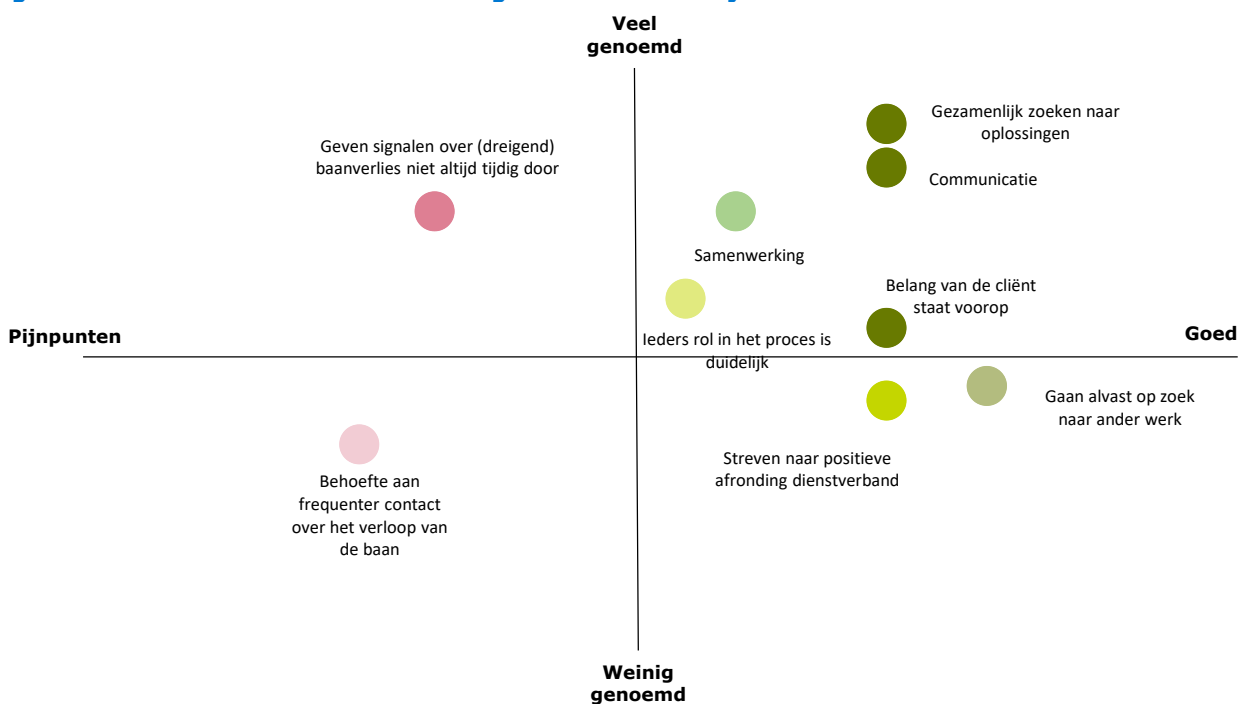 Veel
genoemd
Gezamenlijk zoeken naar
oplossingen
Geven signalen over (dreigend)
baanverlies niet altijd tijdig door
Communicatie
Samenwerking
Belang van de cliënt
staat voorop
Pijnpunten
Goed
Ieders rol in het proces is
duidelijk
Gaan alvast op zoek
naar ander werk
Streven naar positieve
afronding dienstverband
Behoefte aan
frequenter contact
over het verloop van
de baan
Weinig
genoemd